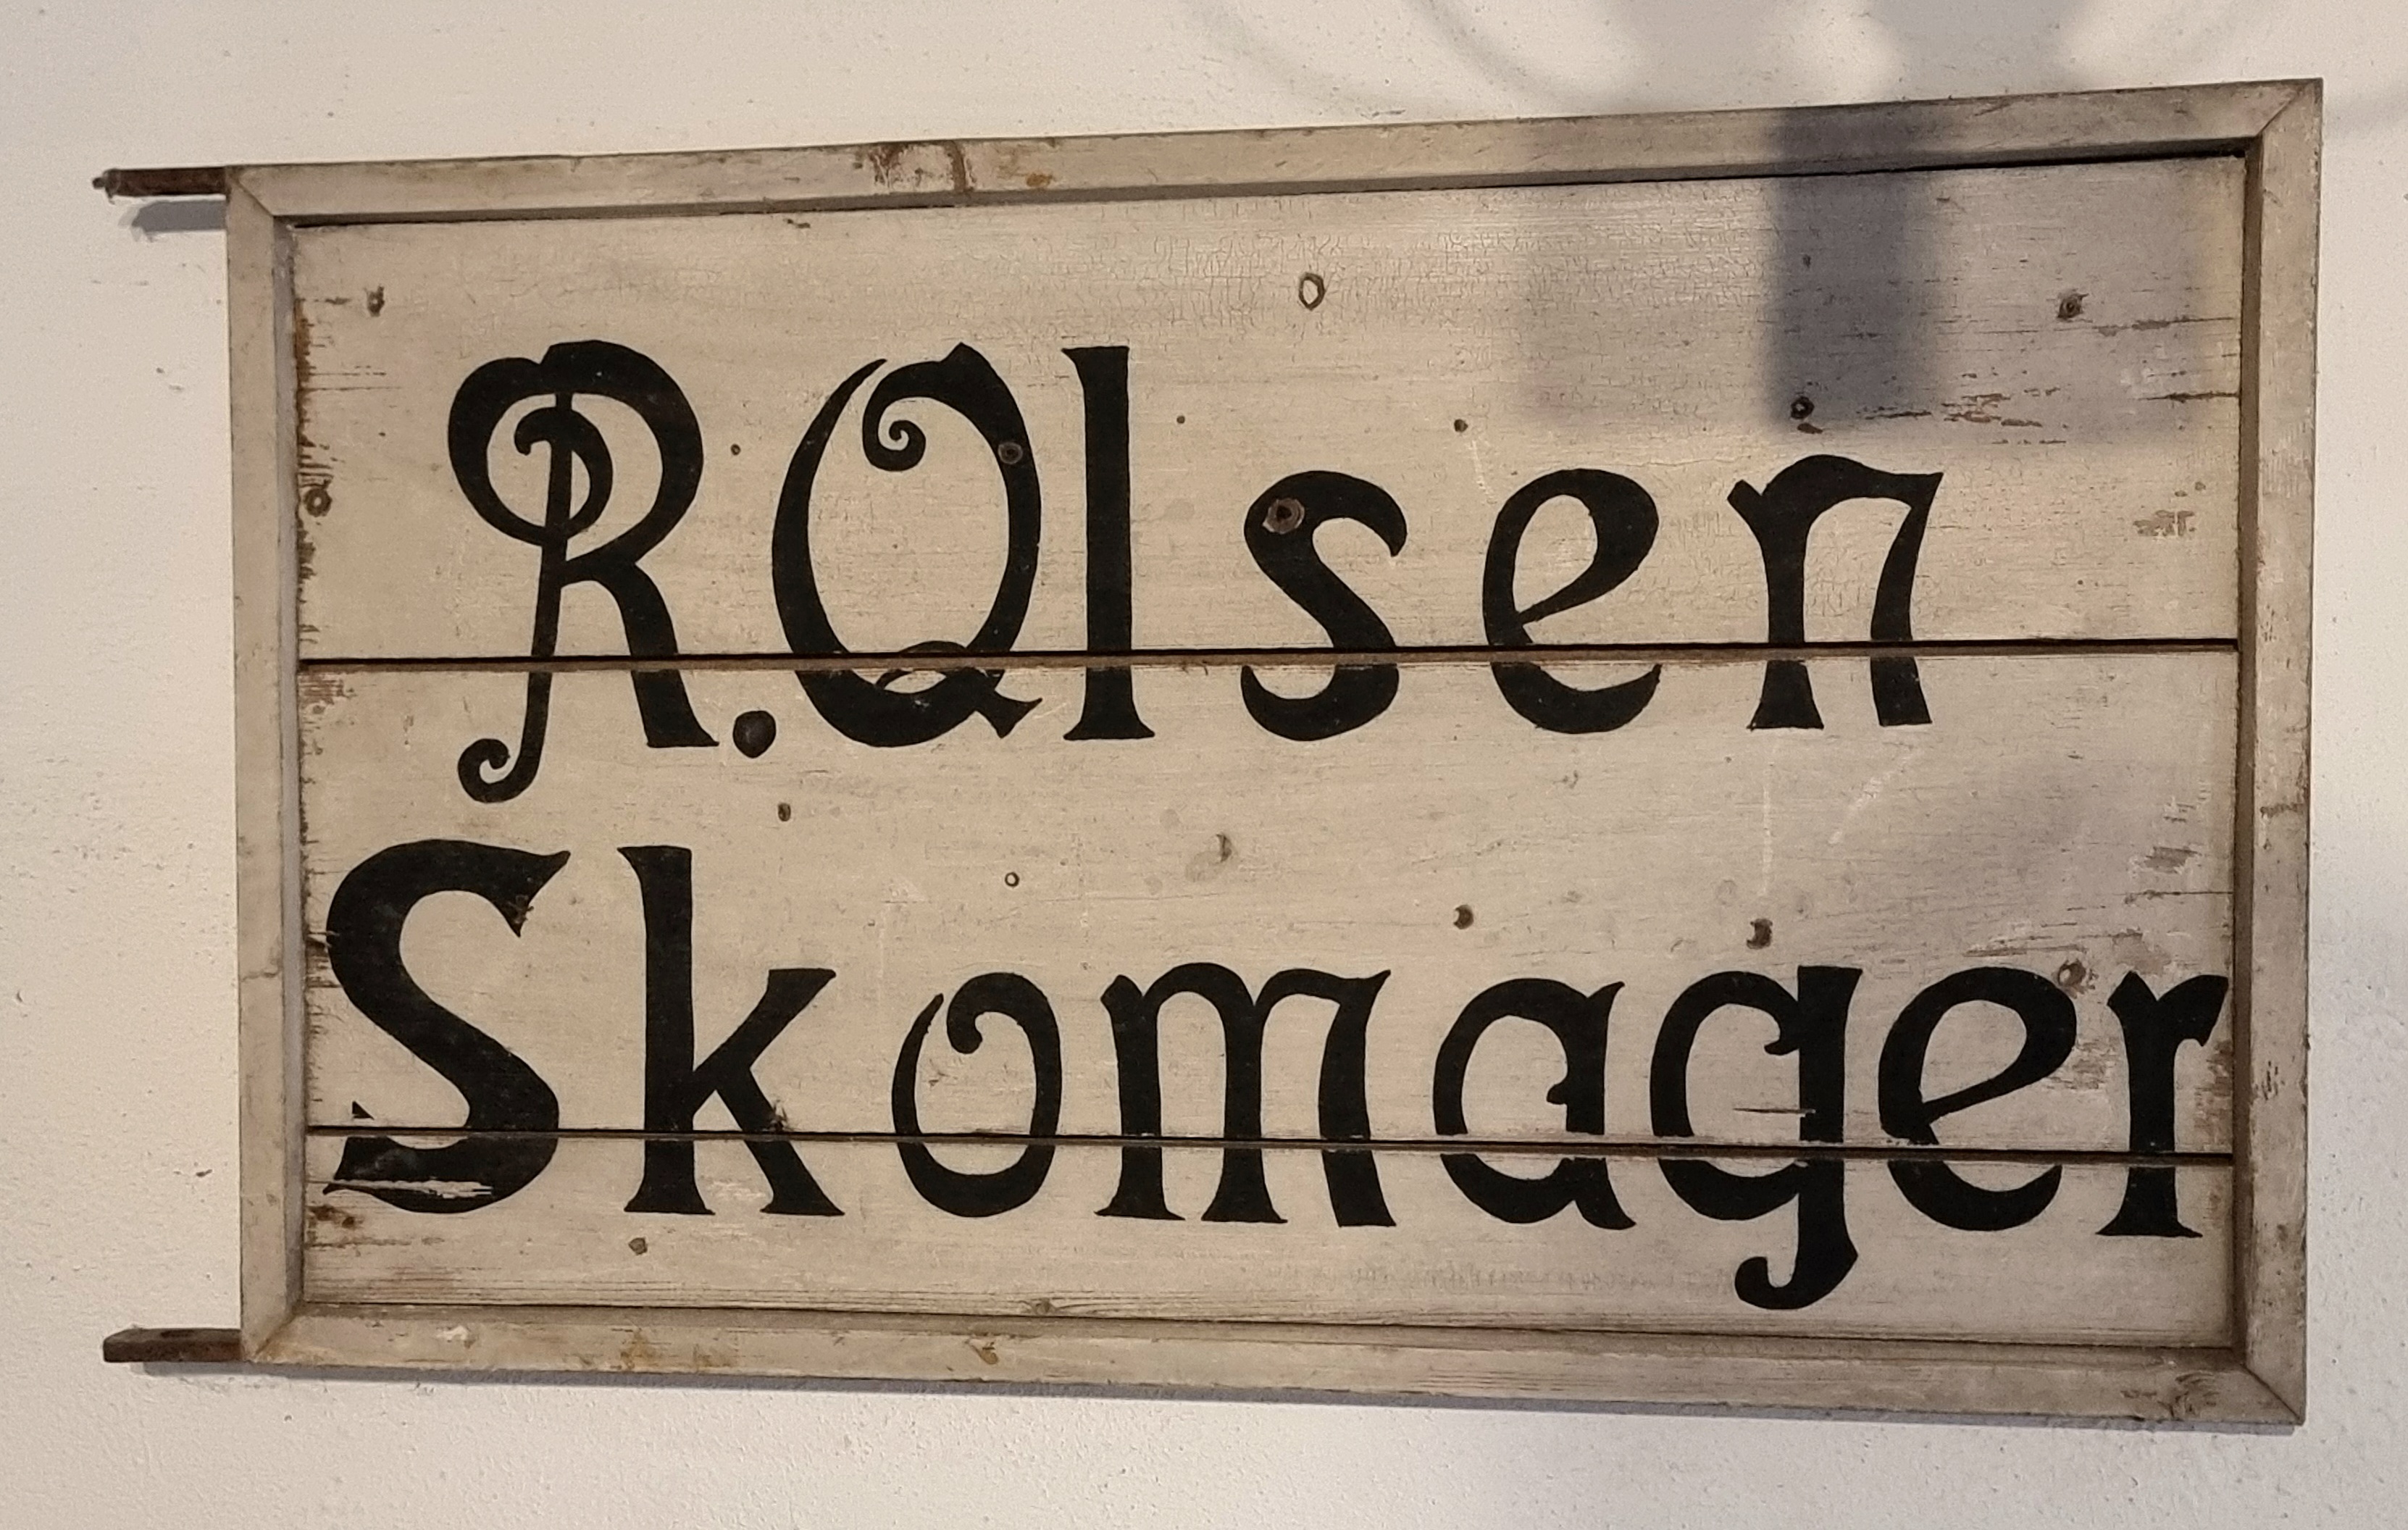 R. Olsen
Skomager